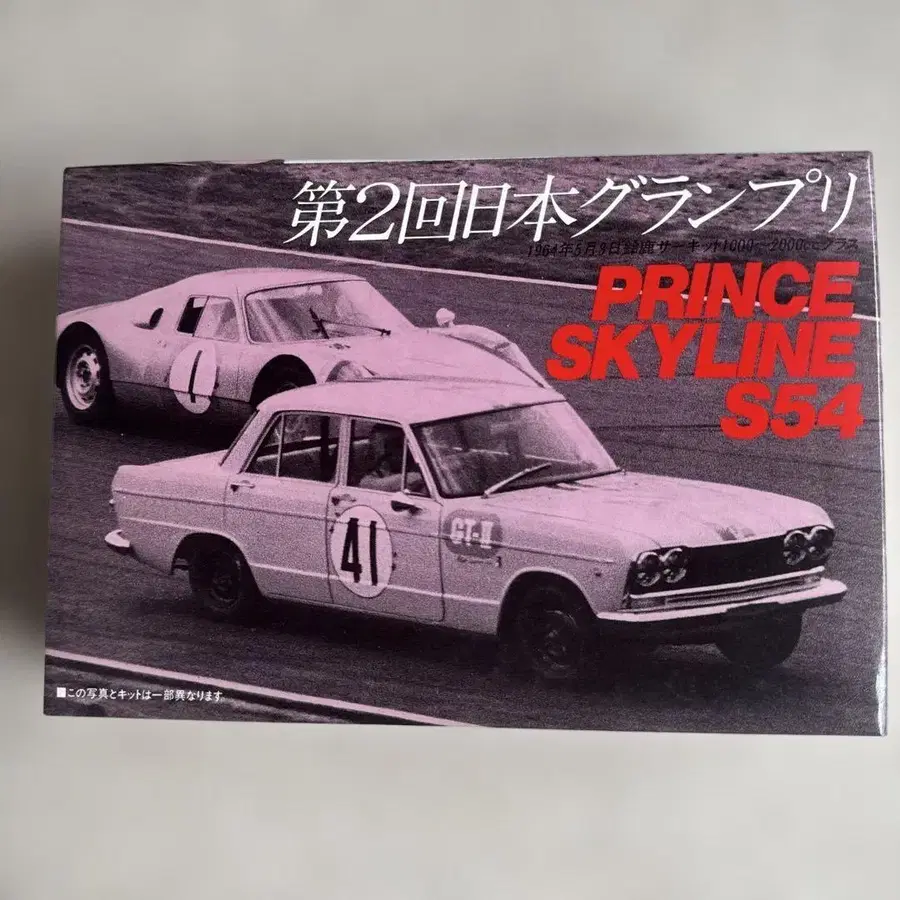 第2回日本グランプリ
1964年5月3日鈴鹿サーキット1000~2000ccクラス
PRINCE
SKYLINE
S54
1
41
GT-II
■この写真とキットは一部異なります